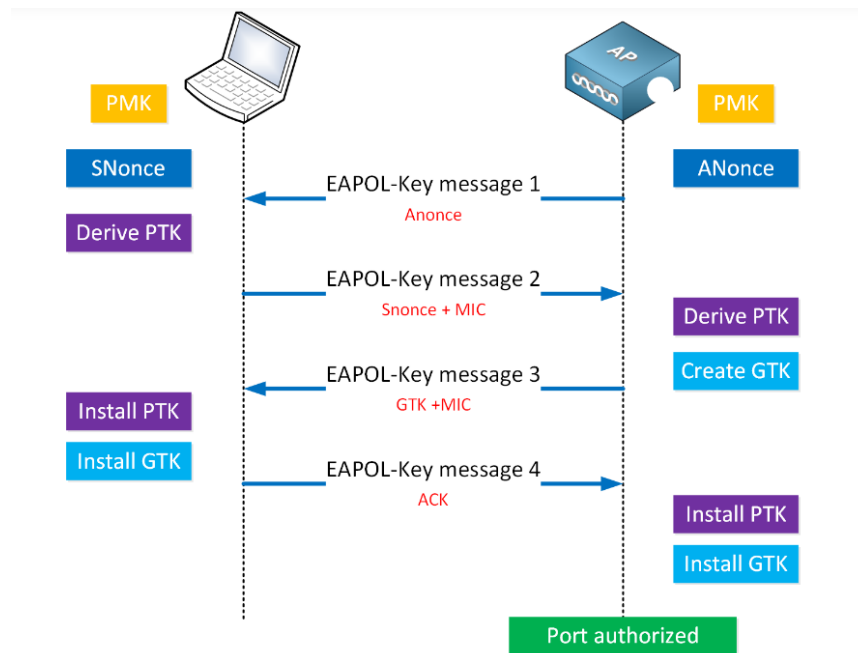 AP
PMK
PMK
SNonce
ANonce
EAPOL-Key message 1
Anonce
Derive PTK
EAPOL-Key message 2
Snonce + MIC
Derive PTK
Create GTK
EAPOL-Key message 3
GTK +MIC
Install PTK
Install GTK
EAPOL-Key message 4
ACK
Install PTK
Install GTK
Port authorized